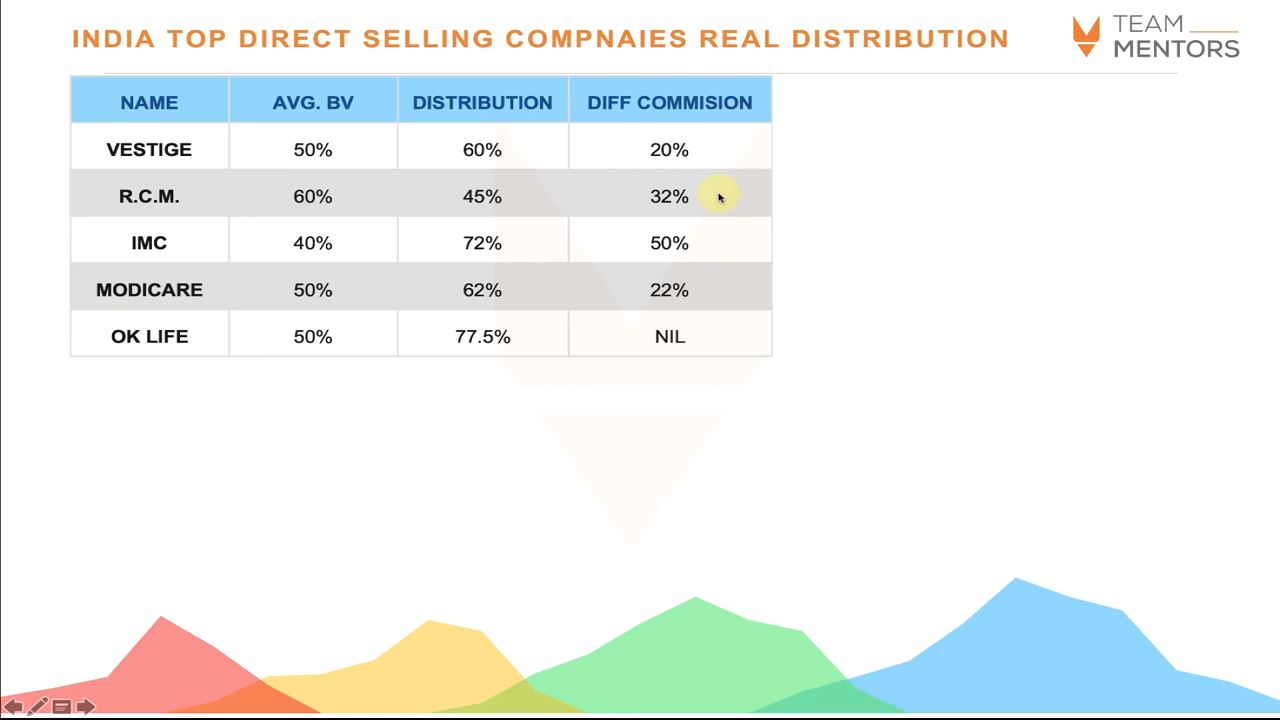 INDIA TOP DIRECT SELLING COMPNAIES REAL DISTRIBUTION
TEAM
MENTORS
NAME AVG. BV DISTRIBUTION DIFF COMMISION
VESTIGE 50% 60% 20%
R.C.M. 60% 45% 32%
IMC 40% 72% 50%
MODICARE 50% 62% 22%
OK LIFE 50% 77.5% NIL